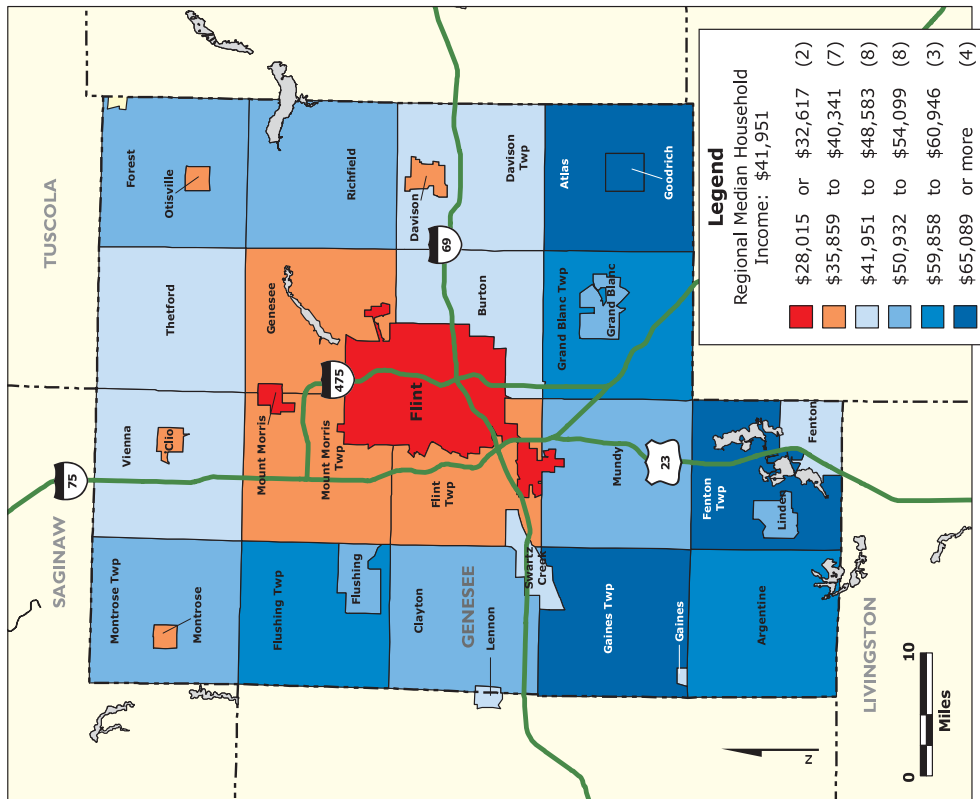 TUSCOLA
SAGINAW
GENESEE
LIVINGSTON
75
475
69
23
Forest
Otisville
Richfield
Thetford
Genesee
Vienna
Clio
Mount Morris
Mount Morris
Twp
Montrose Twp
Montrose
Flushing Twp
Flushing
Davison
Davison
Twp
Burton
Flint
Flint
Twp
Clayton
Lennon
Swartz
Creek
Atlas
Goodrich
Grand Blanc Twp
Grand Blanc
Mundy
Gaines Twp
Gaines
Fenton
Twp
Fenton
Linden
Argentine
N
0 10
Miles
Legend
Regional Median Household
Income: $41,951
$28,015 or $32,617 (2)
$35,859 to $40,341 (7)
$41,951 to $48,583 (8)
$50,932 to $54,099 (8)
$59,858 to $60,946 (3)
$65,089 or more (4)